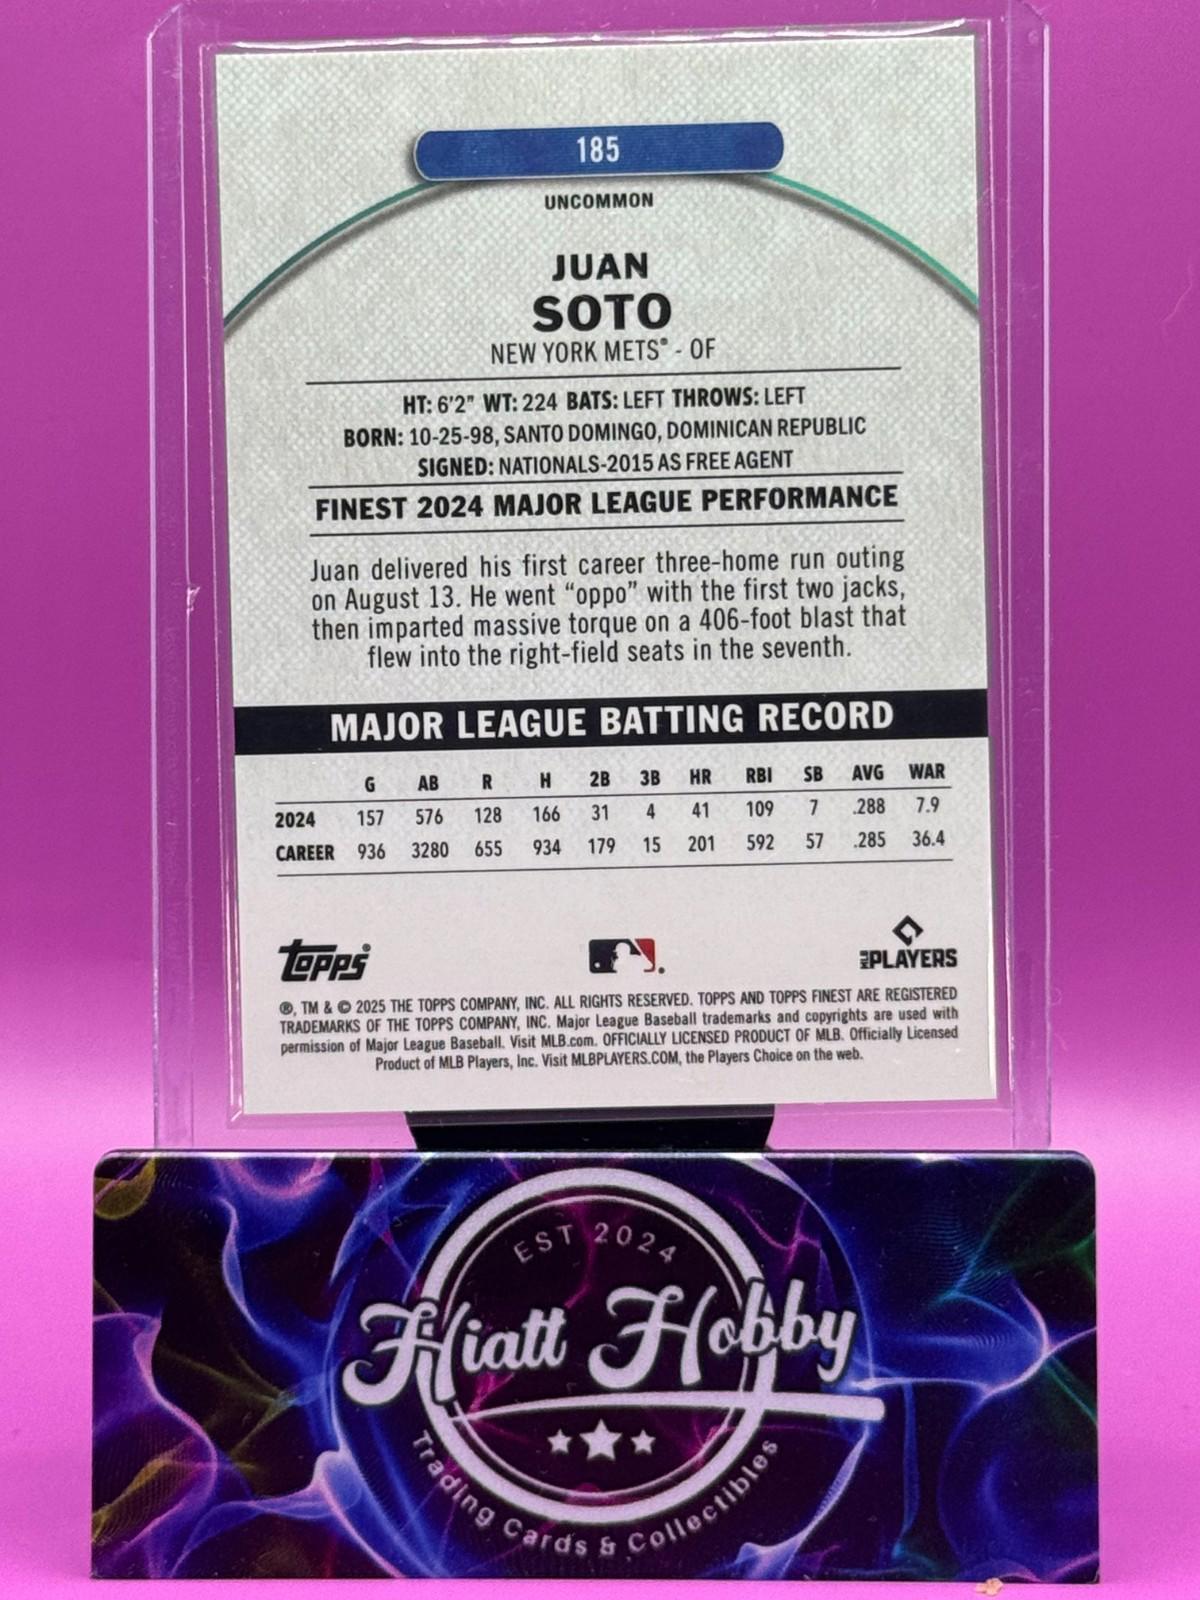 185
UNCOMMON
JUAN
SOTO
NEW YORK METS® - OF
HT: 6'2" WT: 224 BATS: LEFT THROWS: LEFT
BORN: 10-25-98, SANTO DOMINGO, DOMINICAN REPUBLIC
SIGNED: NATIONALS-2015 AS FREE AGENT
FINEST 2024 MAJOR LEAGUE PERFORMANCE
Juan delivered his first career three-home run outing
on August 13. He went “oppo” with the first two jacks,
then imparted massive torque on a 406-foot blast that
flew into the right-field seats in the seventh.
MAJOR LEAGUE BATTING RECORD
G AB R H 2B 3B HR RBI SB AVG WAR
2024 157 576 128 166 31 4 41 109 7 .288 7.9
CAREER 936 3280 655 934 179 15 201 592 57 .285 36.4
Topps® MLB PLAYERS
®, TM & © 2025 THE TOPPS COMPANY, INC. ALL RIGHTS RESERVED. TOPPS AND TOPPS FINEST ARE REGISTERED
TRADEMARKS OF THE TOPPS COMPANY, INC. Major League Baseball trademarks and copyrights are used with
permission of Major League Baseball. Visit MLB.com. OFFICIALLY LICENSED PRODUCT OF MLB. Officially Licensed
Product of MLB Players, Inc. Visit MLBPLAYERS.COM, the Players Choice on the web.
EST 2024
Hiatt Hobby
Trading Cards & Collectibles